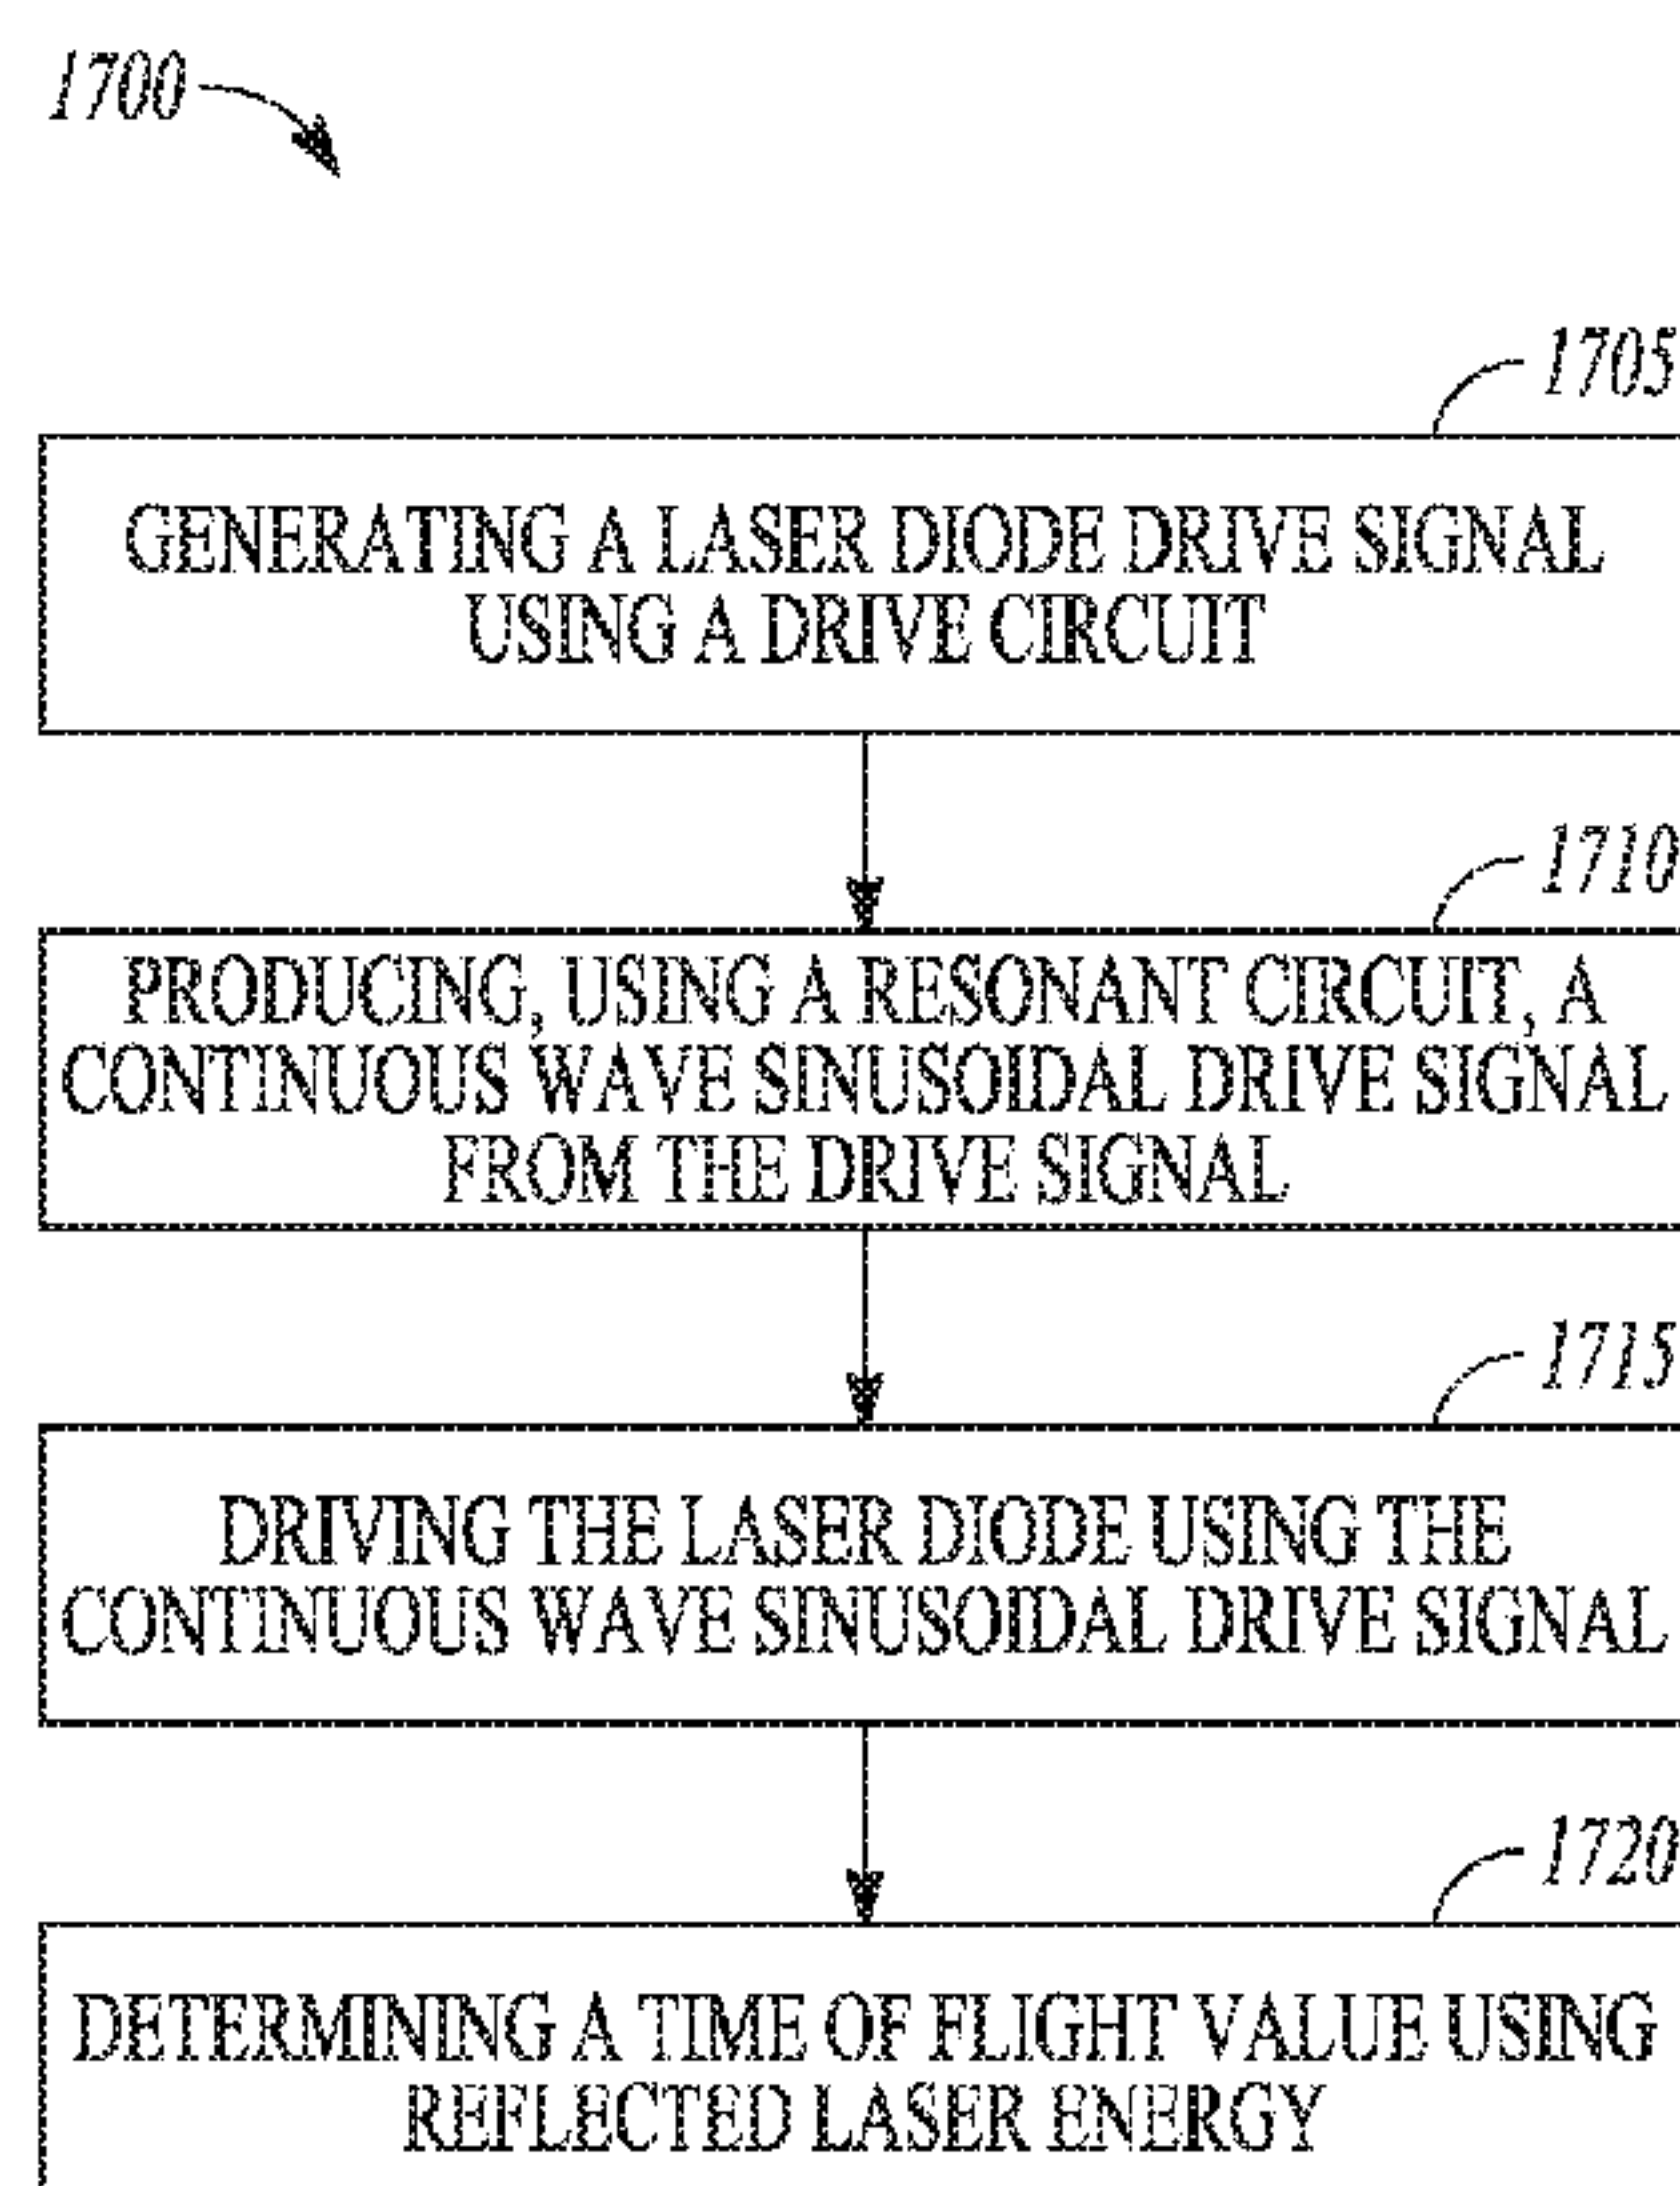 1700
1705
GENERATING A LASER DIODE DRIVE SIGNAL
USING A DRIVE CIRCUIT
1710
PRODUCING, USING A RESONANT CIRCUIT, A
CONTINUOUS WAVE SINUSOIDAL DRIVE SIGNAL
FROM THE DRIVE SIGNAL
1715
DRIVING THE LASER DIODE USING THE
CONTINUOUS WAVE SINUSOIDAL DRIVE SIGNAL
1720
DETERMINING A TIME OF FLIGHT VALUE USING
REFLECTED LASER ENERGY